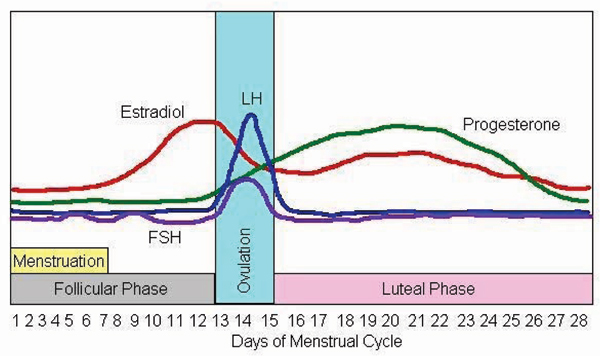 LH
Estradiol
Progesterone
FSH
Ovulation
Menstruation
Follicular Phase
Luteal Phase
1 2 3 4 5 6 7 8 9 10 11 12 13 14 15 16 17 18 19 20 21 22 23 24 25 26 27 28
Days of Menstrual Cycle